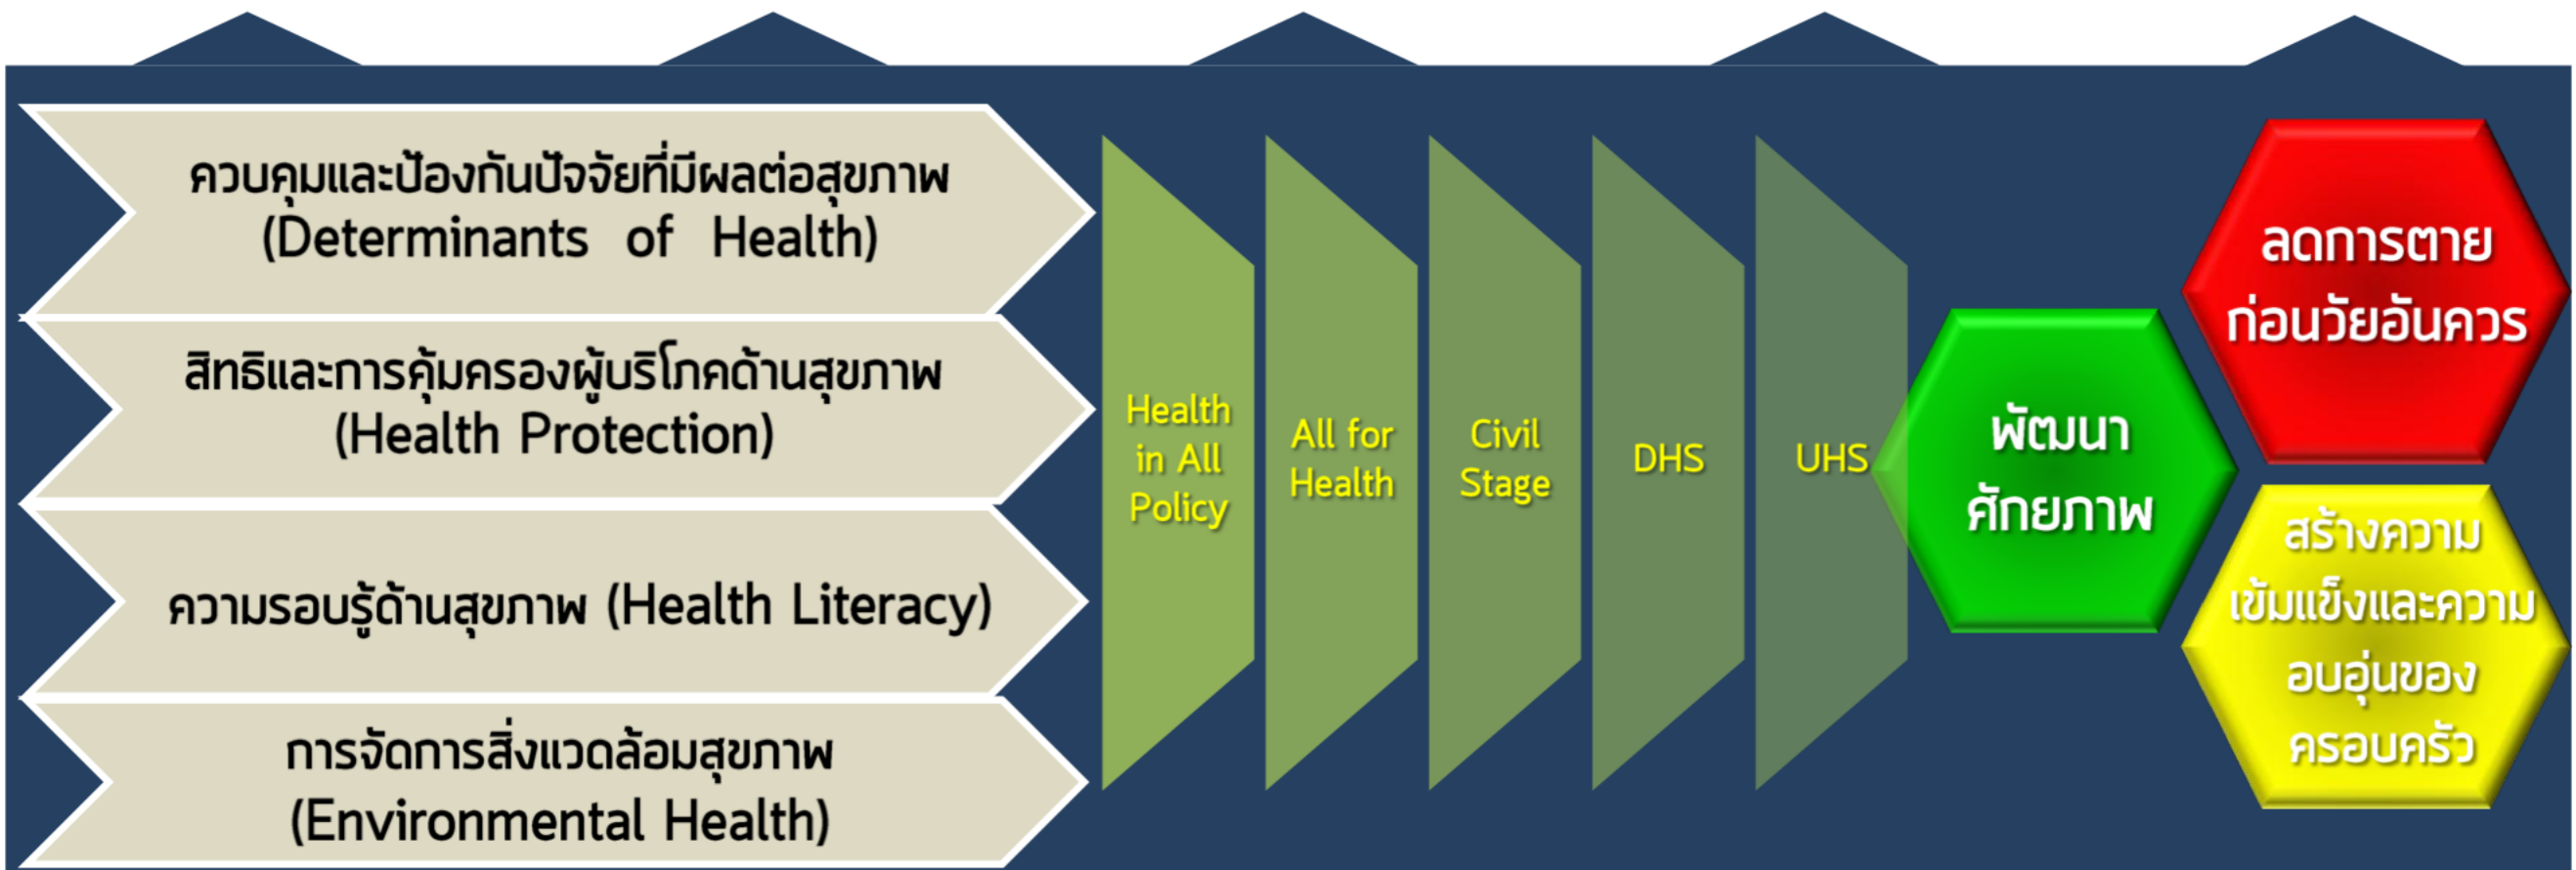 ควบคุมและป้องกันปัจจัยที่มีผลต่อสุขภาพ
(Determinants of Health)
สิทธิและการคุ้มครองผู้บริโภคด้านสุขภาพ
(Health Protection)
ความรอบรู้ด้านสุขภาพ (Health Literacy)
การจัดการสิ่งแวดล้อมสุขภาพ
(Environmental Health)
Health
in All
Policy
All for
Health
Civil
Stage
DHS
UHS
พัฒนา
ศักยภาพ
ลดการตาย
ก่อนวัยอันควร
สร้างความ
เข้มแข็งและความ
อบอุ่นของ
ครอบครัว